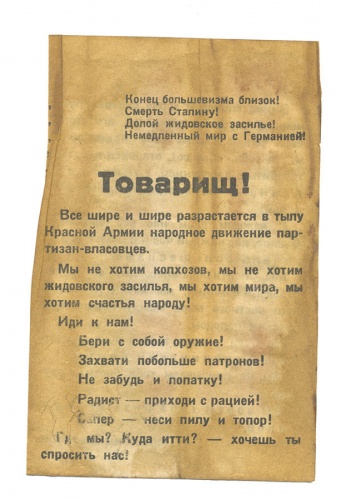 Конец большевизма близок!
Смерть Сталину!
Долой жидовское засилье!
Немедленный мир с Германией!
Товарищ!
Все шире и шире разрастается в тылу
Красной Армии народное движение пар-
тизан-власовцев.
Мы не хотим колхозов, мы не хотим
жидовского засилья, мы хотим мира, мы
хотим счастья народу!
Иди к нам!
Бери с собой оружие!
Захвати побольше патронов!
Не забудь и лопатку!
Радист — приходи с рацией!
Сапер — неси пилу и топор!
Где мы? Куда итти? — хочешь ты
спросить нас!